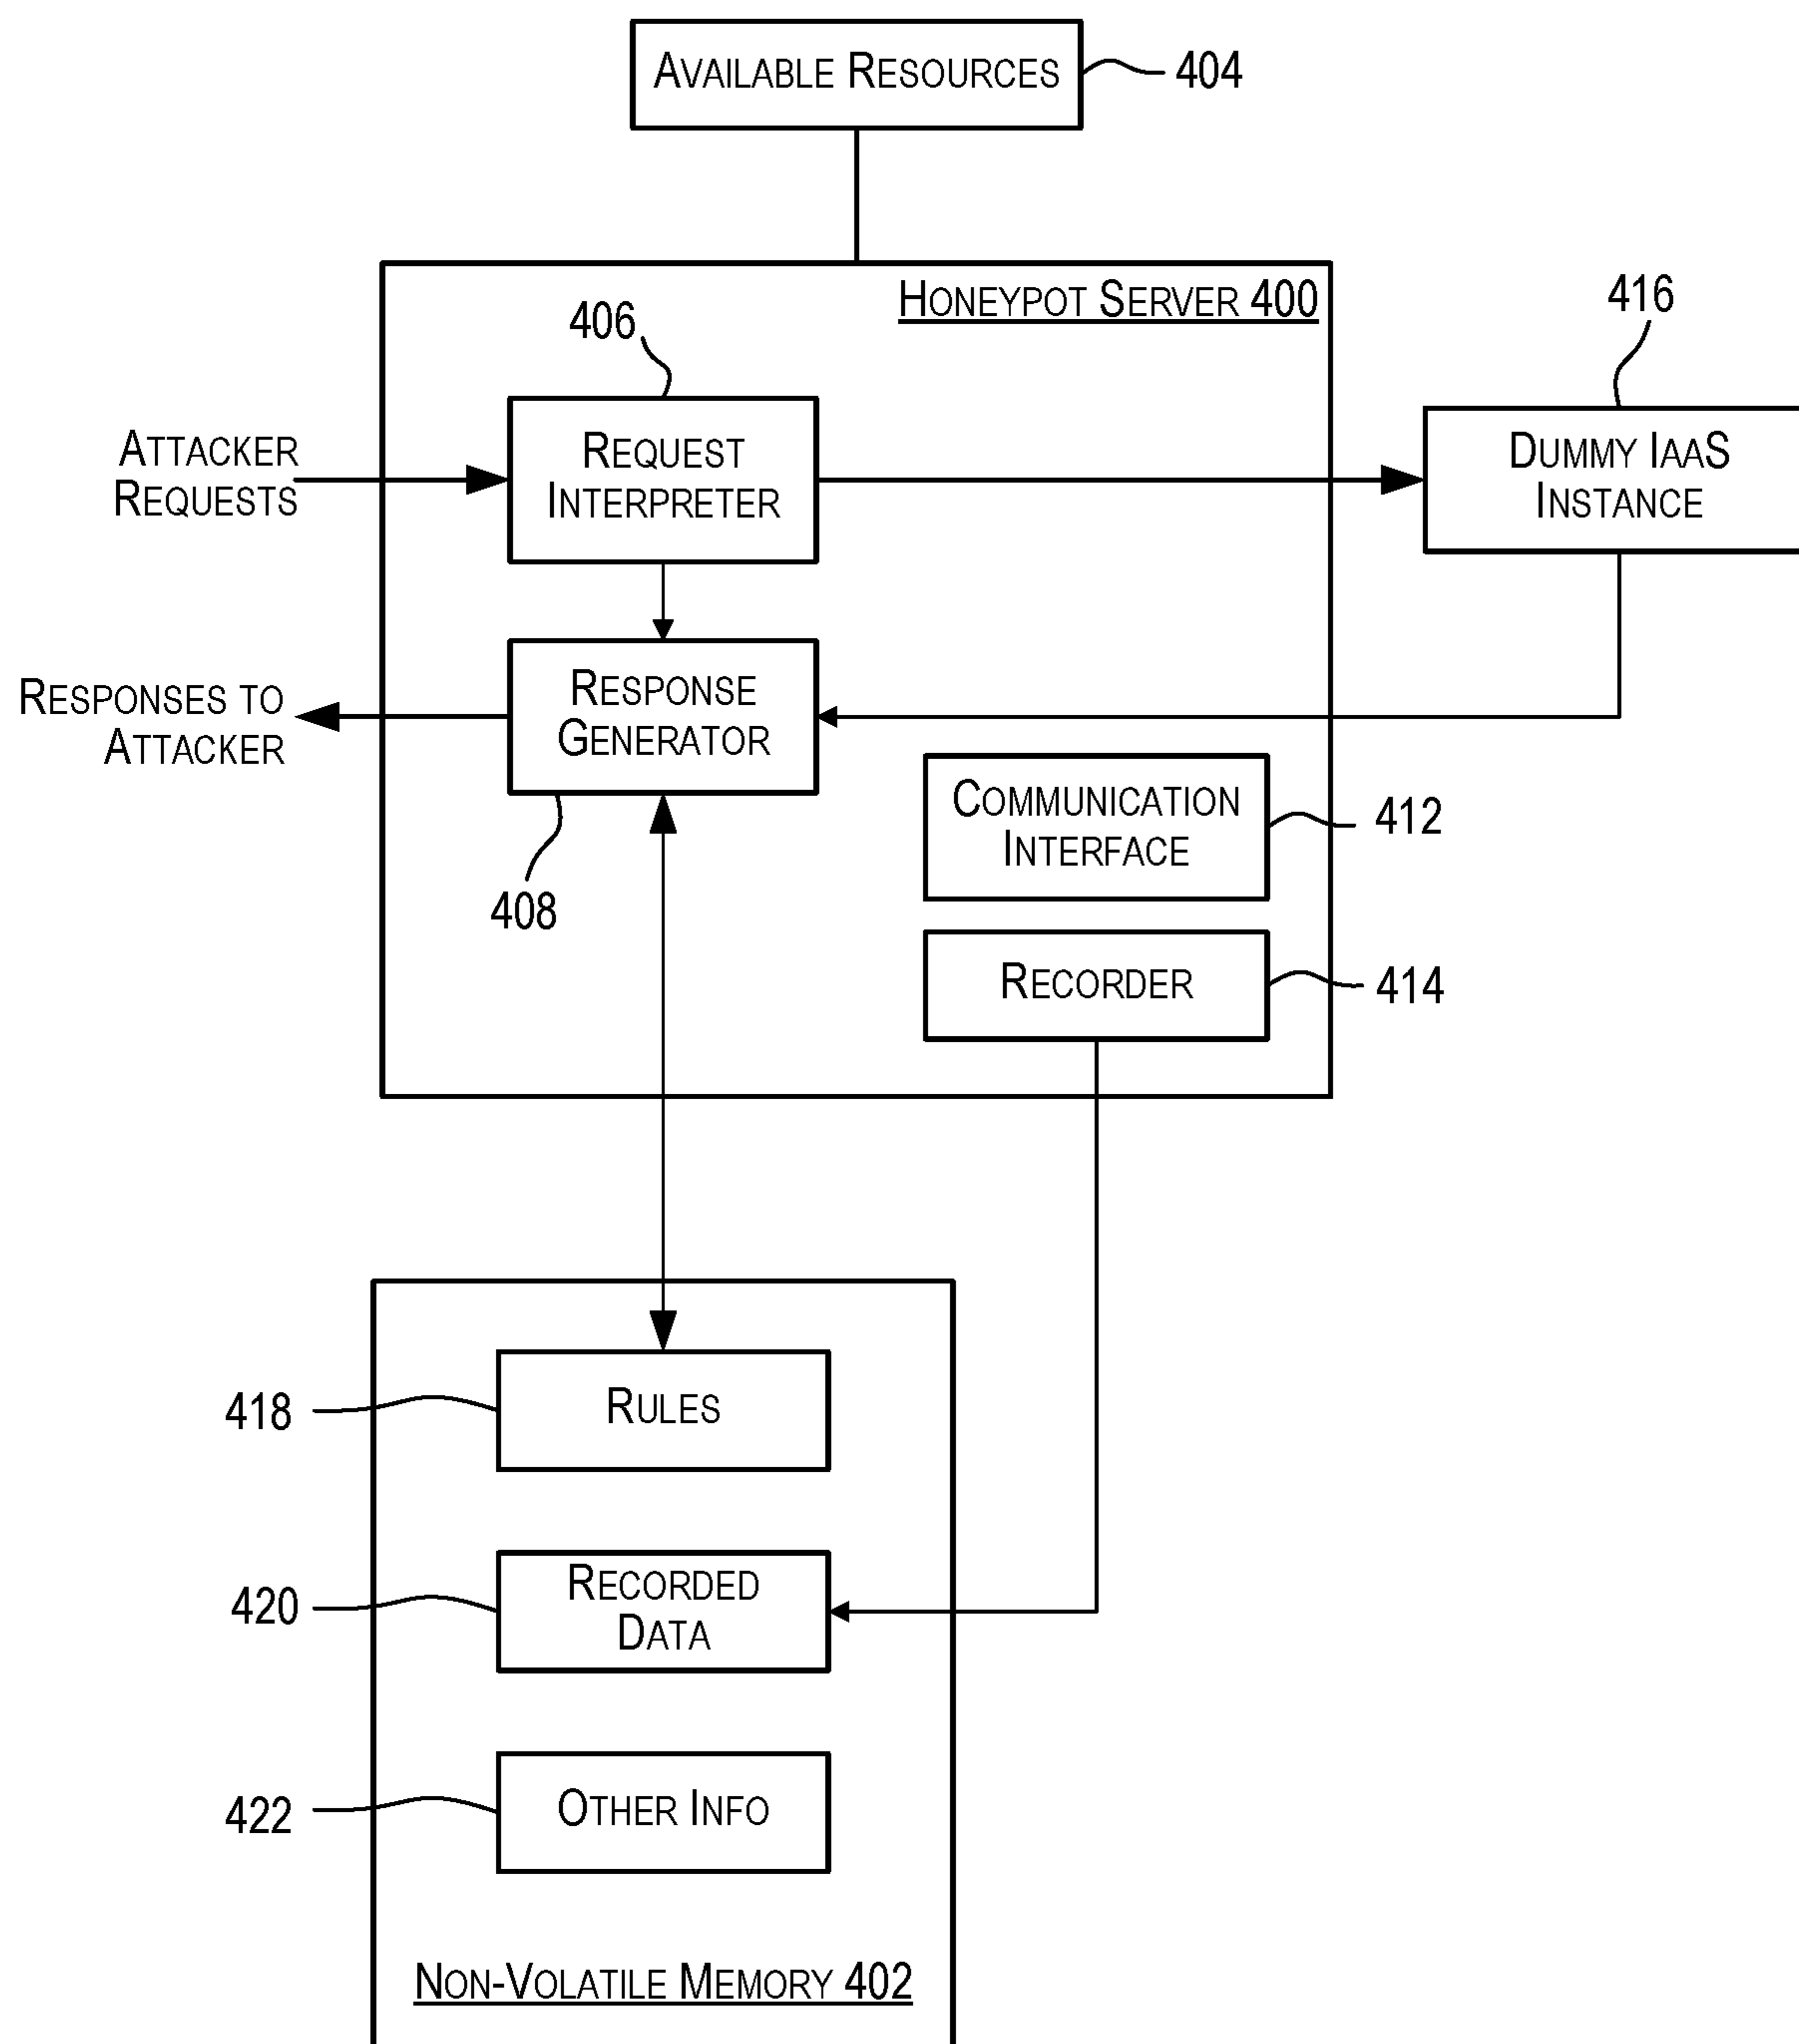 AVAILABLE RESOURCES
404
HONEYPOT SERVER 400
416
406
ATTACKER
REQUESTS
REQUEST
INTERPRETER
DUMMY IAAS
INSTANCE
RESPONSES TO
ATTACKER
RESPONSE
GENERATOR
408
COMMUNICATION
INTERFACE
412
RECORDER
414
418
RULES
420
RECORDED
DATA
422
OTHER INFO
NON-VOLATILE MEMORY 402